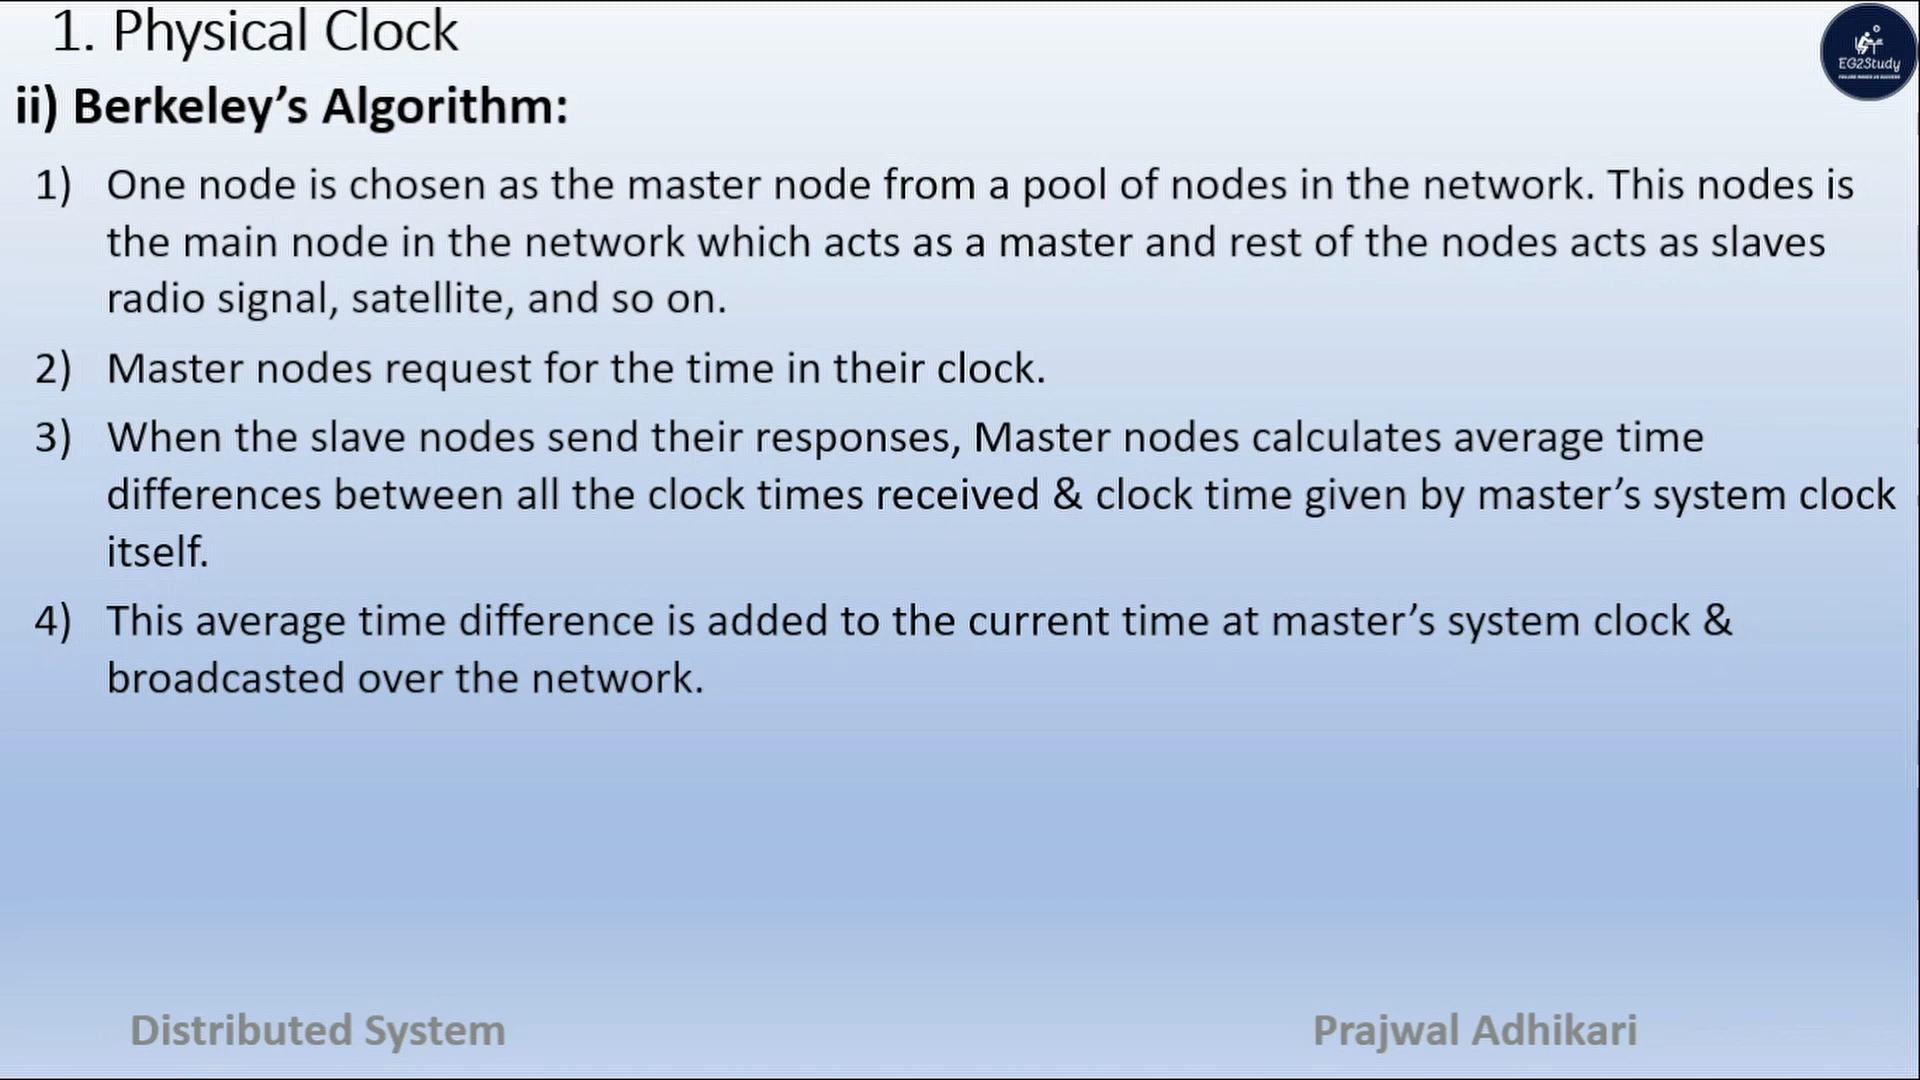 1. Physical Clock
EG2Study
ii) Berkeley’s Algorithm:
1) One node is chosen as the master node from a pool of nodes in the network. This nodes is
the main node in the network which acts as a master and rest of the nodes acts as slaves
radio signal, satellite, and so on.
2) Master nodes request for the time in their clock.
3) When the slave nodes send their responses, Master nodes calculates average time
differences between all the clock times received & clock time given by master’s system clock
itself.
4) This average time difference is added to the current time at master’s system clock &
broadcasted over the network.
Distributed System
Prajwal Adhikari